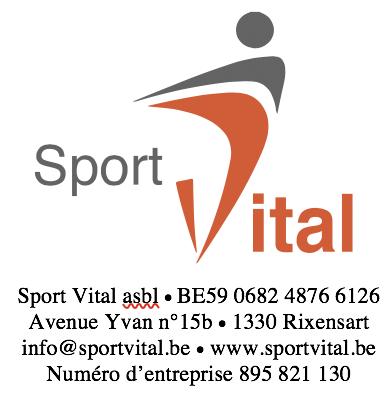 Sport
Vital
Sport Vital asbl • BE59 0682 4876 6126
Avenue Yvan n°15b • 1330 Rixensart
info@sportvital.be • www.sportvital.be
Numéro d’entreprise 895 821 130